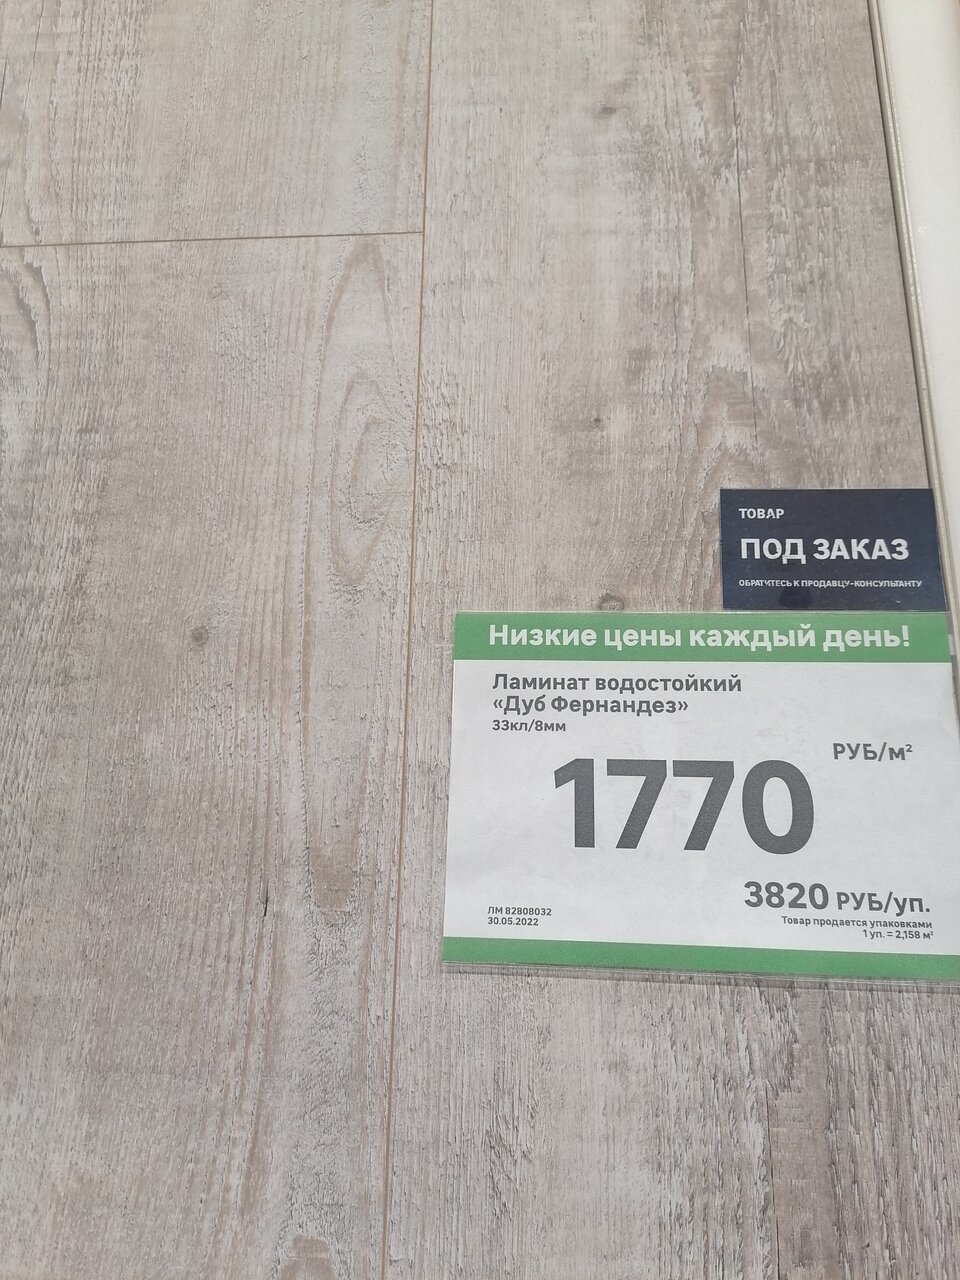 ТОВАР
ПОД ЗАКАЗ
ОБРАТИТЕСЬ К ПРОДАВЦУ-КОНСУЛЬТАНТУ
Низкие цены каждый день!
Ламинат водостойкий
«Дуб Фернандез»
33кл/8мм
РУБ/м²
1770
3820 РУБ/уп.
ЛМ 82808032
30.05.2022
Товар продается упаковками
1 уп. = 2,158 м²